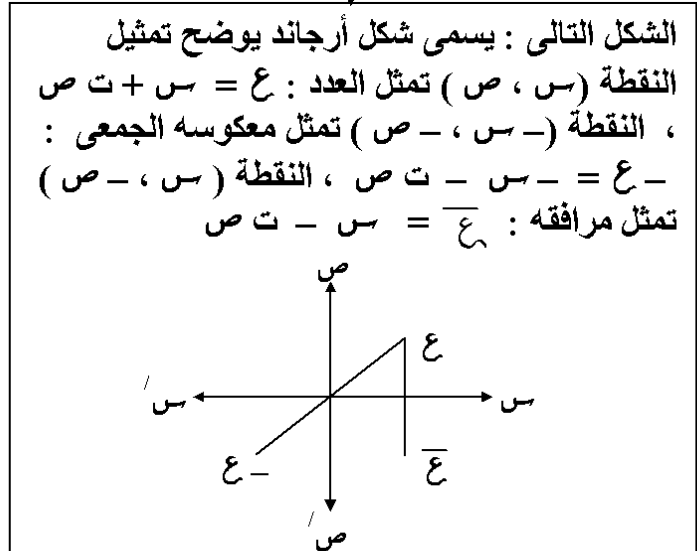 الشكل التالى : يسمى شكل أرجاند يوضح تمثيل
النقطة ( س ، ص ) تمثل العدد : ع = س + ت ص
، النقطة ( – س ، – ص ) تمثل معكوسه الجمعى :
– ع = – س – ت ص ، النقطة ( س ، – ص )
تمثل مرافقه : ع̅ = س – ت ص
ص
ع
س
س/
– ع
ع̅
ص/